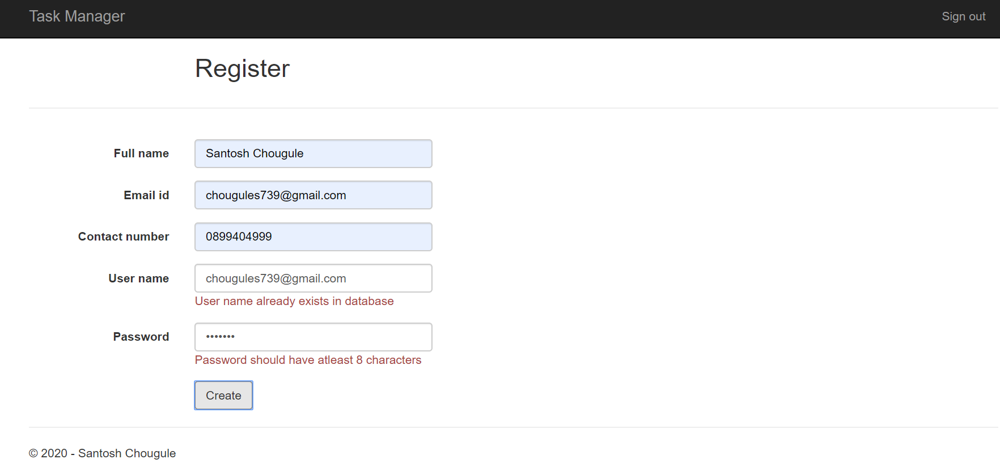 Task Manager
Sign out
Register
Full name
Santosh Chougule
Email id
chougules739@gmail.com
Contact number
0899404999
User name
chougules739@gmail.com
User name already exists in database
Password
•••••••
Password should have atleast 8 characters
Create
© 2020 - Santosh Chougule